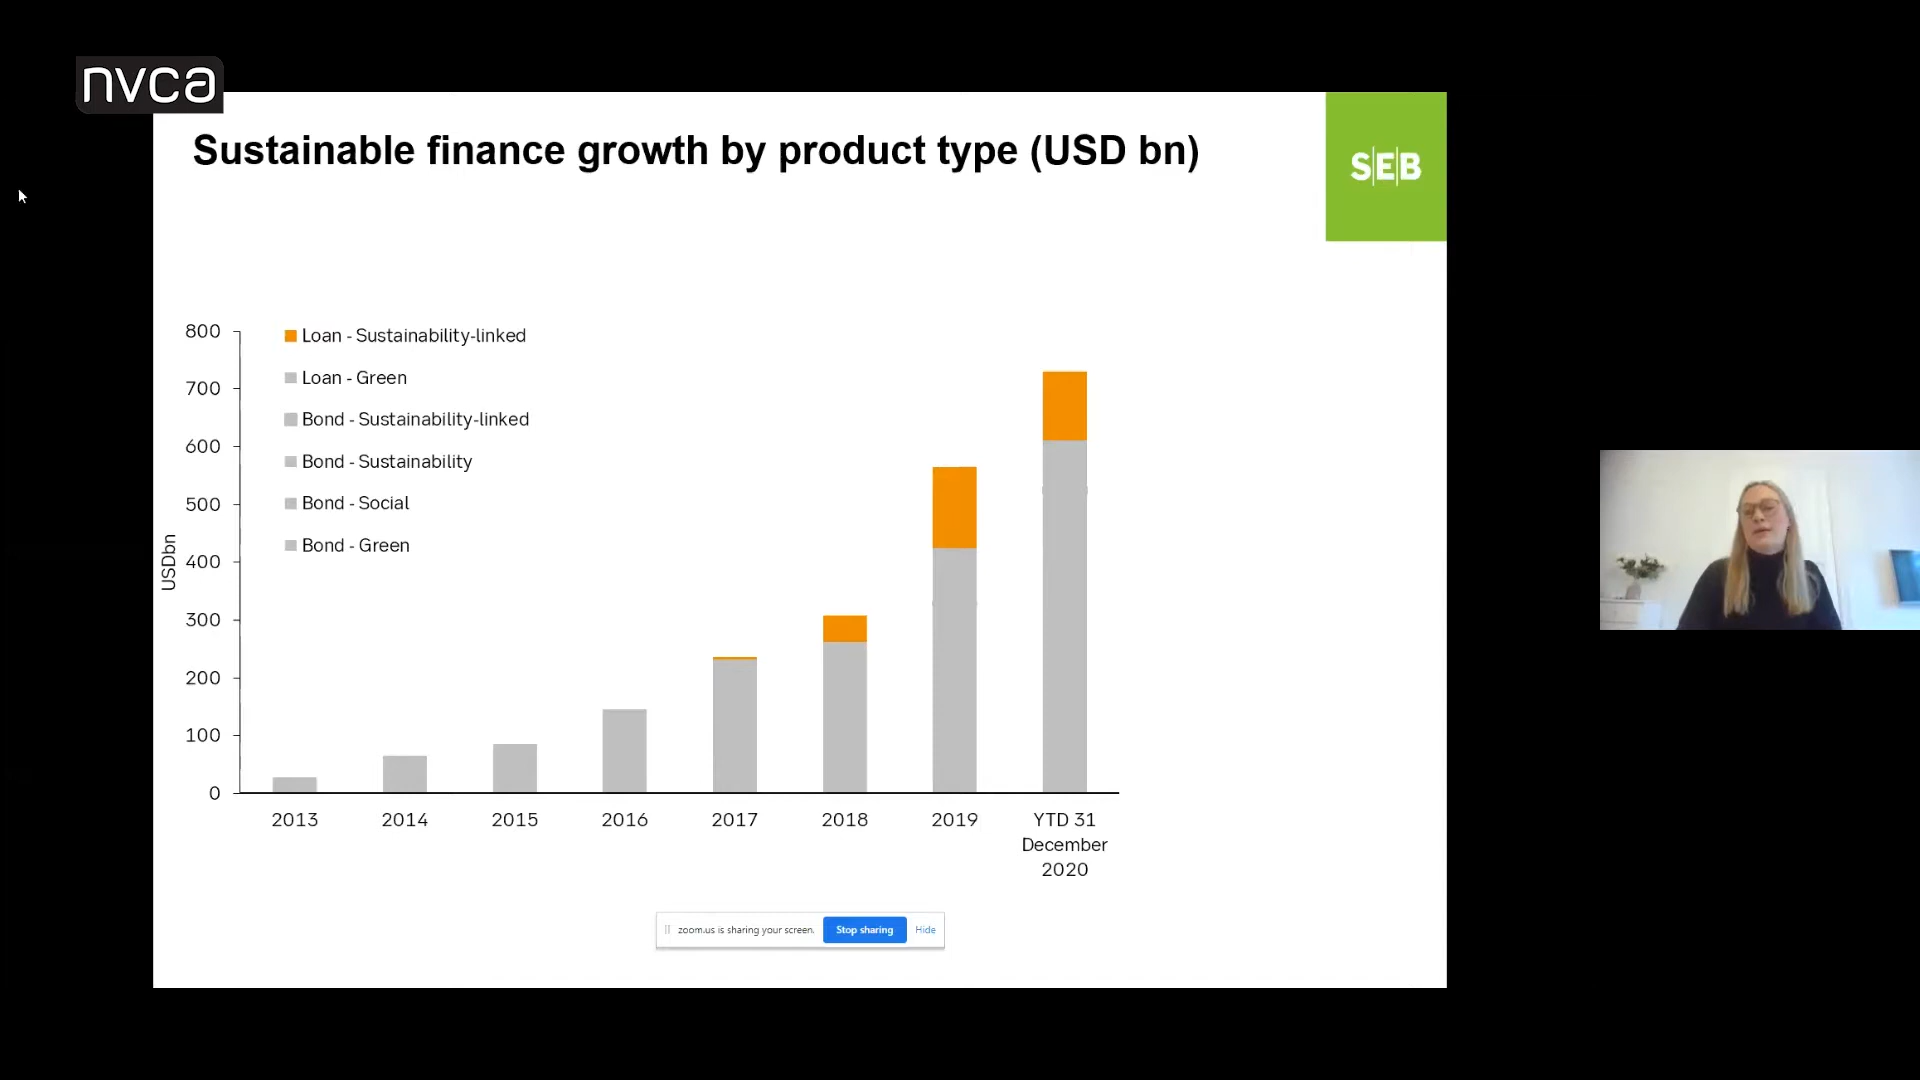 nvca
Sustainable finance growth by product type (USD bn)
S|E|B
800
700
600
500
400
300
200
100
0
USDbn
Loan - Sustainability-linked
Loan - Green
Bond - Sustainability-linked
Bond - Sustainability
Bond - Social
Bond - Green
2013
2014
2015
2016
2017
2018
2019
YTD 31
December
2020
zoom.us is sharing your screen.
Stop sharing
Hide